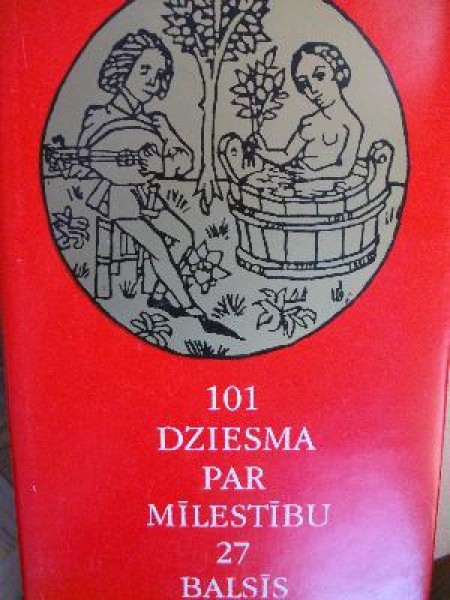 101
DZIESMA
PAR
MĪLESTĪBU
27
BALSĪS